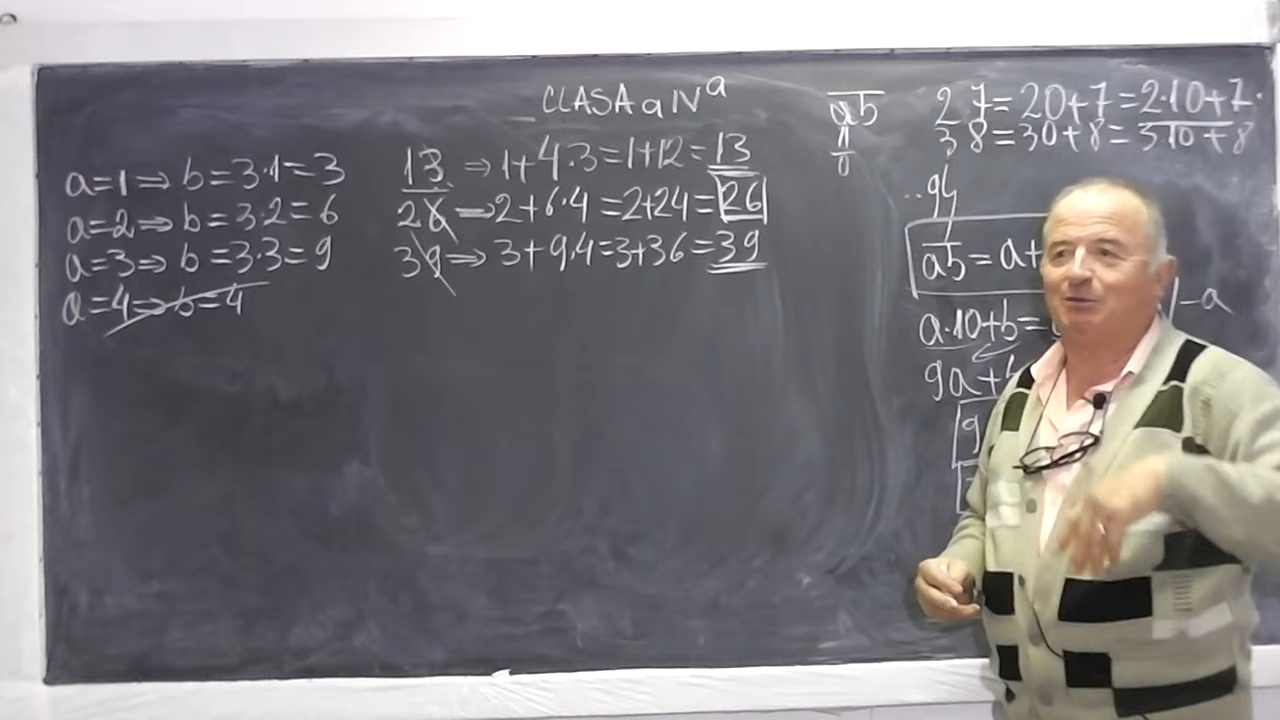 CLASA a IVª
a=1⇒ b=3·1=3
a=2⇒ b=3·2=6
a=3⇒ b=3·3=9
a=4⇒ b=4
13 ⇒ 1+4·3=1+12=13
26 ⇒ 2+6·4=2+24=26
39 ⇒ 3+9·4=3+36=39
ab
27=20+7=2·10+7·
38=30+8=3·10+8
ab=a+
a·10+b=
-a
9a+
9